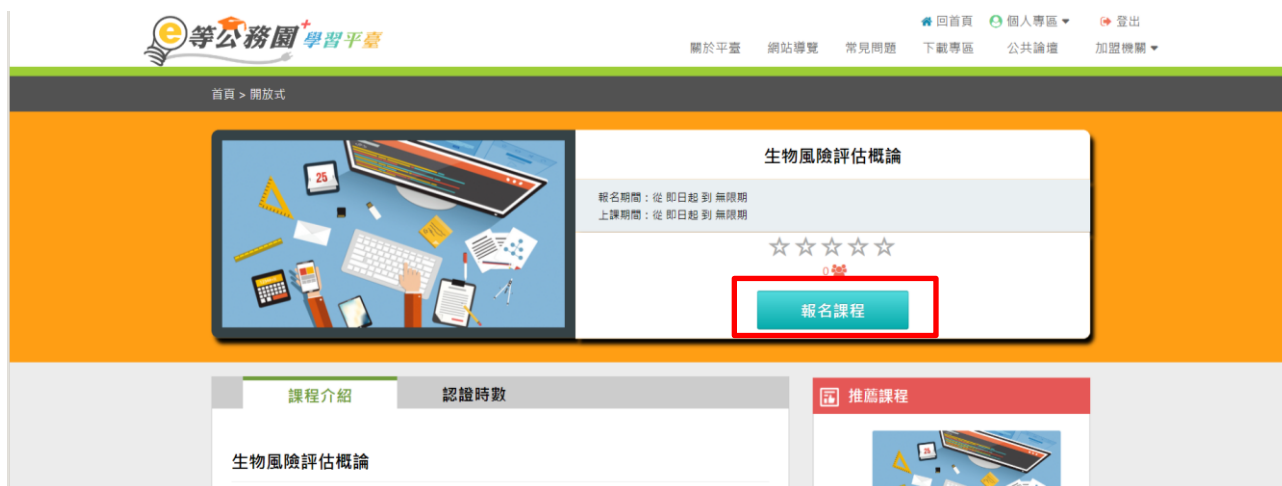 e等公務園+學習平臺
回首頁 個人專區 登出
關於平臺 網站導覽 常見問題 下載專區 公共論壇 加盟機關
首頁 > 開放式
25
生物風險評估概論
報名期間：從 即日起 到 無限期
上課期間：從 即日起 到 無限期
0
報名課程
課程介紹 認證時數
推薦課程
生物風險評估概論
25